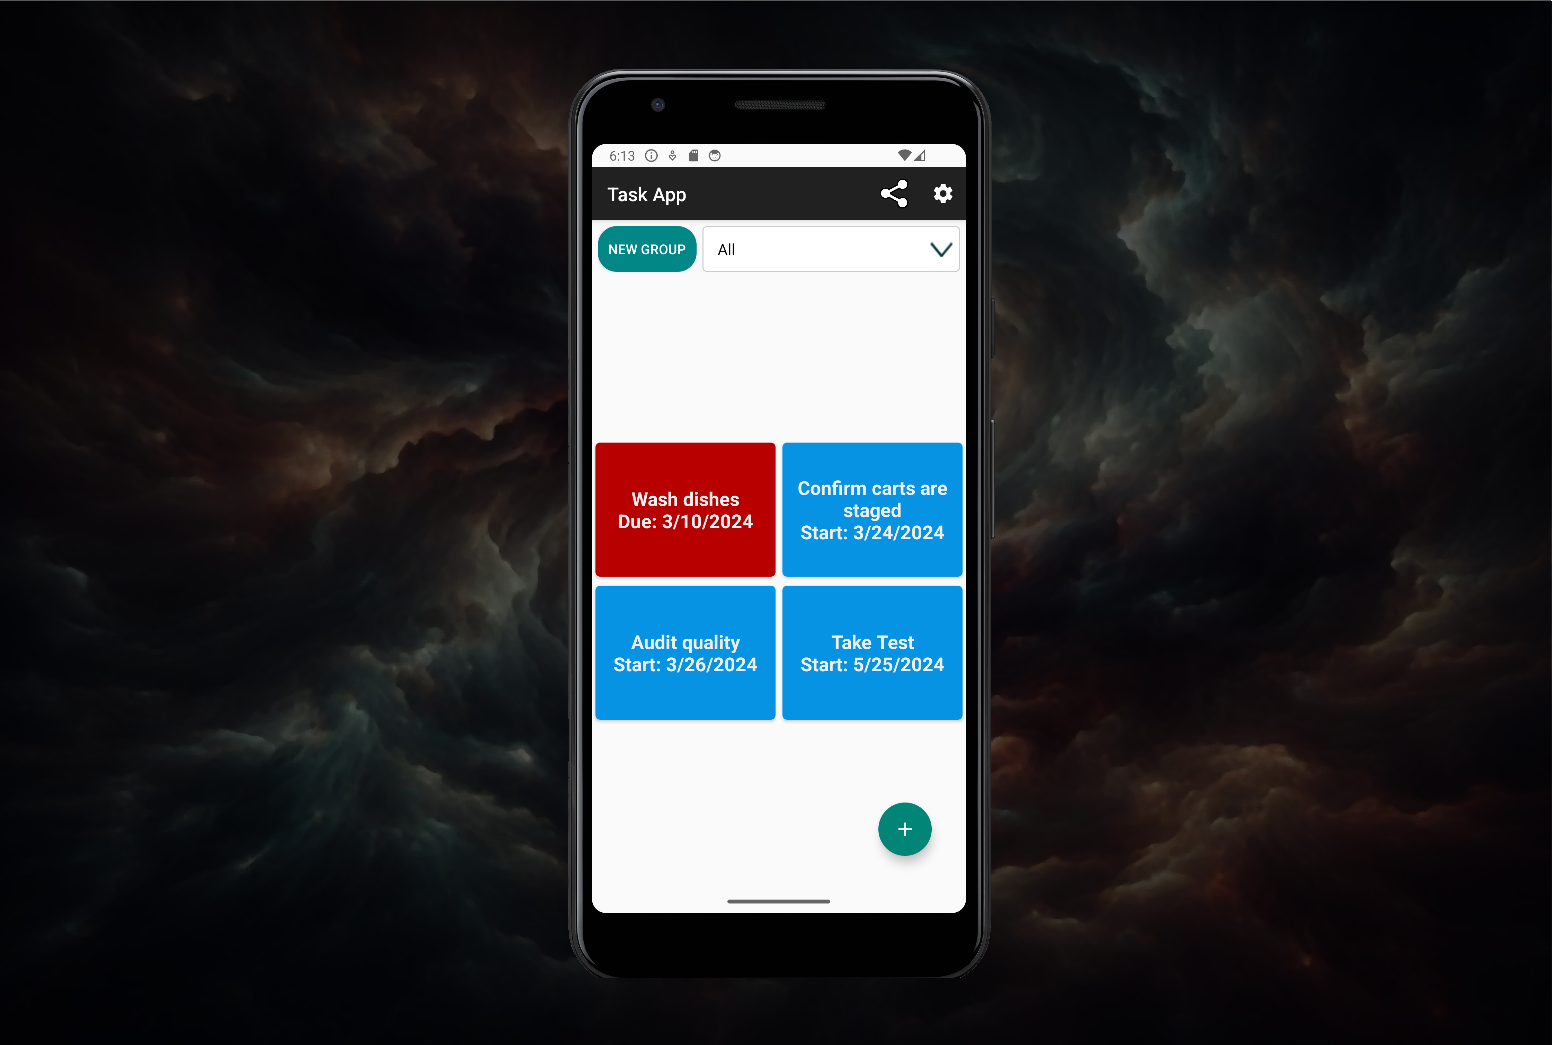 6:13
Task App
NEW GROUP
All
Wash dishes
Due: 3/10/2024
Confirm carts are
staged
Start: 3/24/2024
Audit quality
Start: 3/26/2024
Take Test
Start: 5/25/2024
+